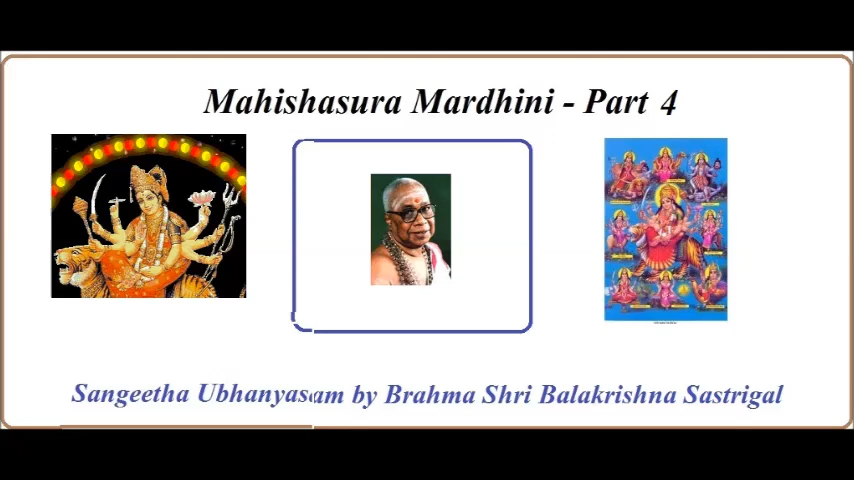 Mahishasura Mardhini - Part 4
Sangeetha Ubhanyasam by Brahma Shri Balakrishna Sastrigal